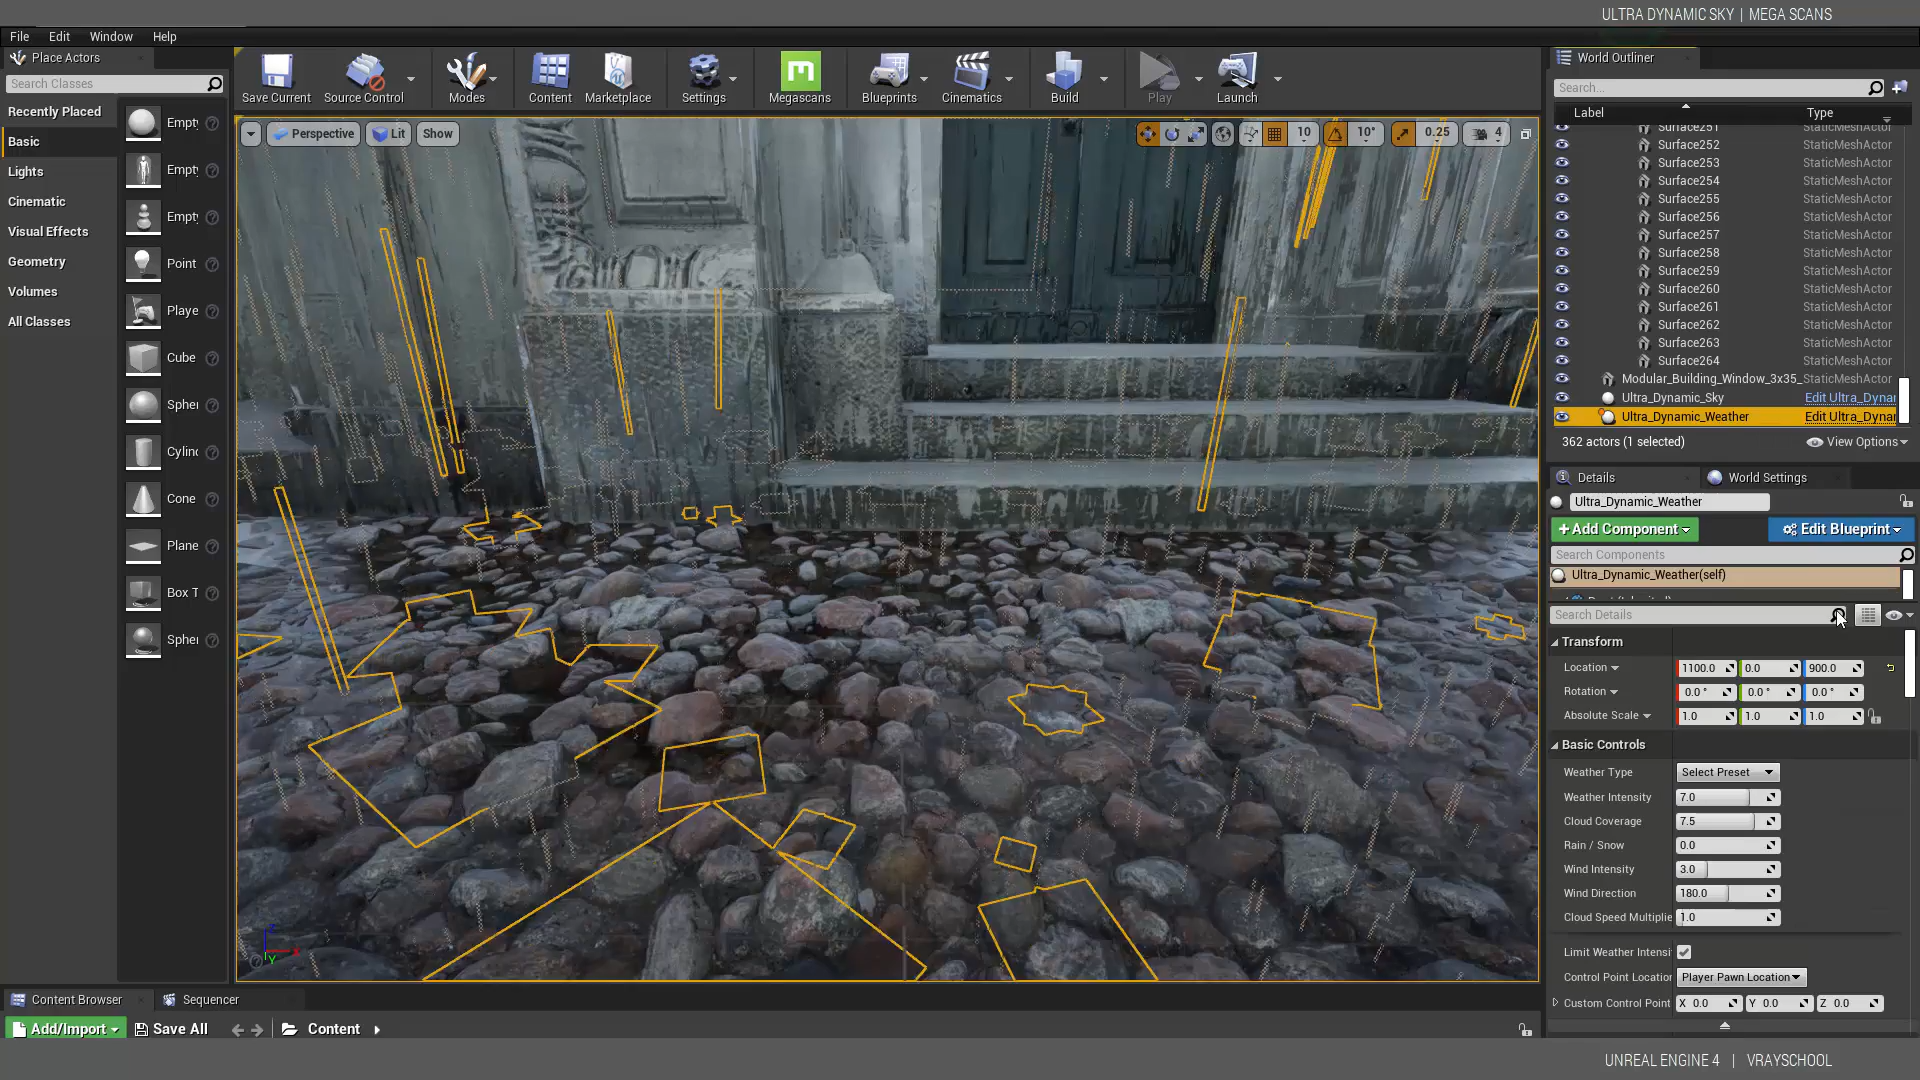 ULTRA DYNAMIC SKY | MEGA SCANS
File Edit Window Help
Place Actors
Search Classes
Recently Placed
Basic
Lights
Cinematic
Visual Effects
Geometry
Volumes
All Classes
Empt
Empt
Empt
Point
Playe
Cube
Spher
Cylind
Cone
Plane
Box T
Spher
Save Current Source Control Modes Content Marketplace Settings Megascans Blueprints Cinematics Build Play Launch
Perspective Lit Show 10 10° 0.25 4
World Outliner
Search...
Label Type
Surface251 StaticMeshActor
Surface252 StaticMeshActor
Surface253 StaticMeshActor
Surface254 StaticMeshActor
Surface255 StaticMeshActor
Surface256 StaticMeshActor
Surface257 StaticMeshActor
Surface258 StaticMeshActor
Surface259 StaticMeshActor
Surface260 StaticMeshActor
Surface261 StaticMeshActor
Surface262 StaticMeshActor
Surface263 StaticMeshActor
Surface264 StaticMeshActor
Modular_Building_Window_3x35_ StaticMeshActor
Ultra_Dynamic_Sky Edit Ultra_Dynar
Ultra_Dynamic_Weather Edit Ultra_Dynar
362 actors (1 selected) View Options
Details World Settings
Ultra_Dynamic_Weather
+Add Component Edit Blueprint
Search Components
Ultra_Dynamic_Weather(self)
Search Details
Transform
Location 1100.0 0.0 900.0
Rotation 0.0 ° 0.0 ° 0.0 °
Absolute Scale 1.0 1.0 1.0
Basic Controls
Weather Type Select Preset
Weather Intensity 7.0
Cloud Coverage 7.5
Rain / Snow 0.0
Wind Intensity 3.0
Wind Direction 180.0
Cloud Speed Multiplie 1.0
Limit Weather Intensi
Control Point Location Player Pawn Location
Custom Control Point X 0.0 Y 0.0 Z 0.0
Z
X
Y
Content Browser Sequencer
Add/Import Save All Content
UNREAL ENGINE 4 | VRAYSCHOOL